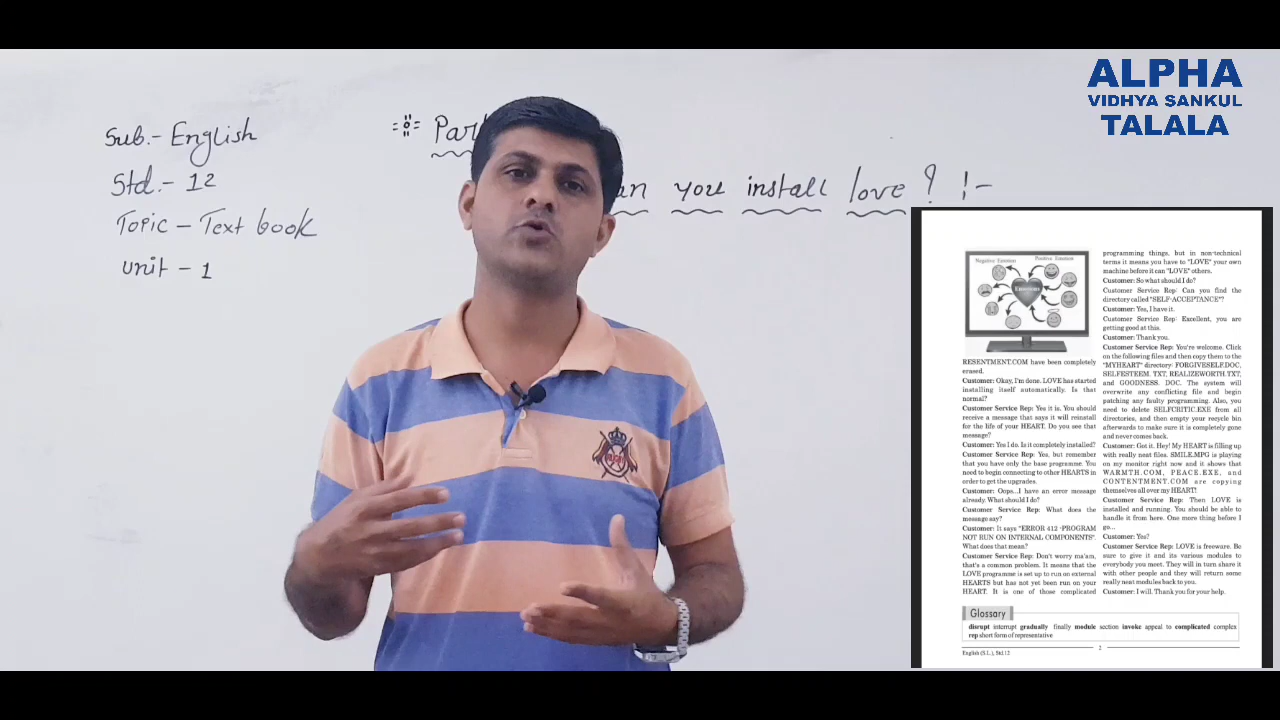 ALPHA
VIDHYA SANKUL
TALALA
Sub.- English
Std.- 12
Topic - Text book
Unit - 1
you install love? !-
Negative Emotion
Positive Emotion
Emotions
RESENTMENT.COM have been completely
erased.
Customer: Okay, I'm done. LOVE has started
installing itself automatically. Is that
normal?
Customer Service Rep: Yes it is. You should
receive a message that says it will reinstall
for the life of your HEART. Do you see that
message?
Customer: Yes I do. Is it completely installed?
Customer Service Rep: Yes, but remember
that you have only the base programme. You
need to begin connecting to other HEARTS in
order to get the upgrades.
Customer: Oops...I have an error message
already. What should I do?
Customer Service Rep: What does the
message say?
Customer: It says "ERROR 412 -PROGRAM
NOT RUN ON INTERNAL COMPONENTS".
What does that mean?
Customer Service Rep: Don't worry ma'am,
that's a common problem. It means that the
LOVE programme is set up to run on external
HEARTS but has not yet been run on your
HEART. It is one of those complicated
programming things, but in non-technical
terms it means you have to "LOVE" your own
machine before it can "LOVE" others.
Customer: So what should I do?
Customer Service Rep: Can you find the
directory called "SELF-ACCEPTANCE"?
Customer: Yes, I have it.
Customer Service Rep: Excellent, you are
getting good at this.
Customer: Thank you.
Customer Service Rep: You're welcome. Click
on the following files and then copy them to the
"MYHEART" directory: FORGIVESELF.DOC,
SELFESTEEM. TXT, REALIZEWORTH.TXT,
and GOODNESS. DOC. The system will
overwrite any conflicting file and begin
patching any faulty programming. Also, you
need to delete SELFCRITIC.EXE from all
directories, and then empty your recycle bin
afterwards to make sure it is completely gone
and never comes back.
Customer: Got it. Hey! My HEART is filling up
with really neat files. SMILE.MPG is playing
on my monitor right now and it shows that
WARMTH.COM, PEACE.EXE, and
CONTENTMENT.COM are copying
themselves all over my HEART!
Customer Service Rep: Then LOVE is
installed and running. You should be able to
handle it from here. One more thing before I
go...
Customer: Yes?
Customer Service Rep: LOVE is freeware. Be
sure to give it and its various modules to
everybody you meet. They will in turn share it
with other people and they will return some
really neat modules back to you.
Customer: I will. Thank you for your help.
Glossary
disrupt interrupt gradually finally module section invoke appeal to complicated complex
rep short form of representative
2
English (S.L.), Std.12